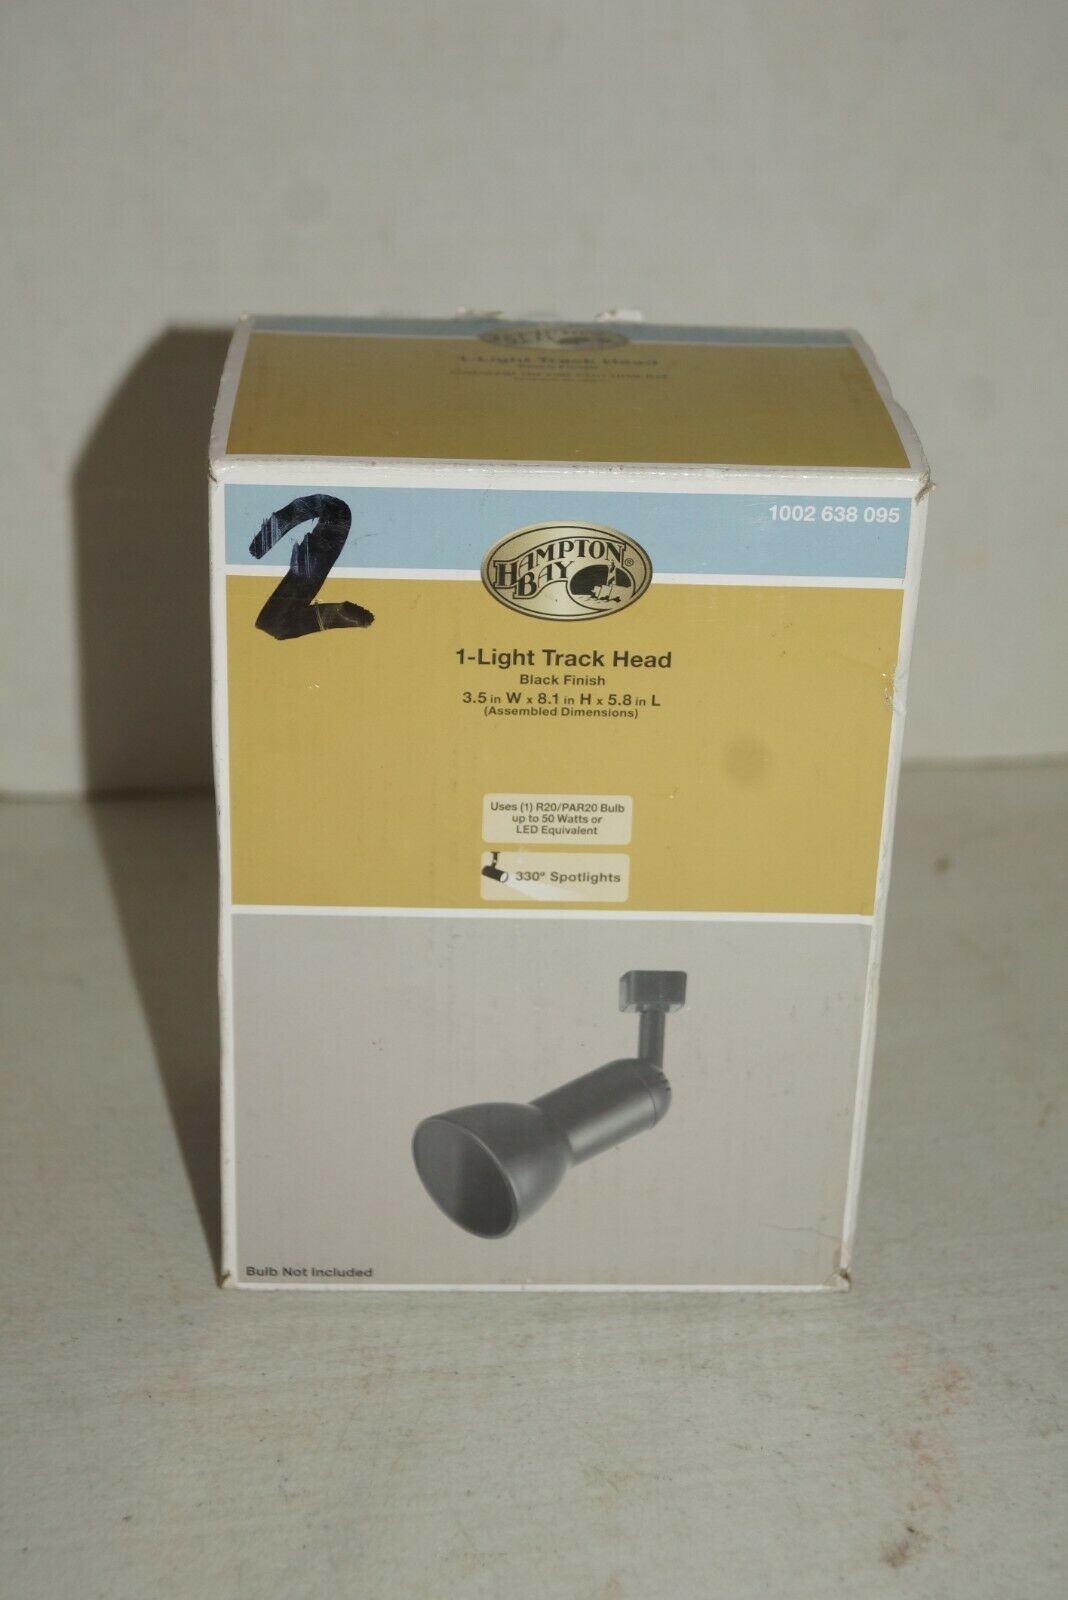 1-Light Track Head
Black Finish
2
1002 638 095
HAMPTON
BAY®
1-Light Track Head
Black Finish
3.5 in W x 8.1 in H x 5.8 in L
(Assembled Dimensions)
Uses (1) R20/PAR20 Bulb
up to 50 Watts or
LED Equivalent
330° Spotlights
Bulb Not Included